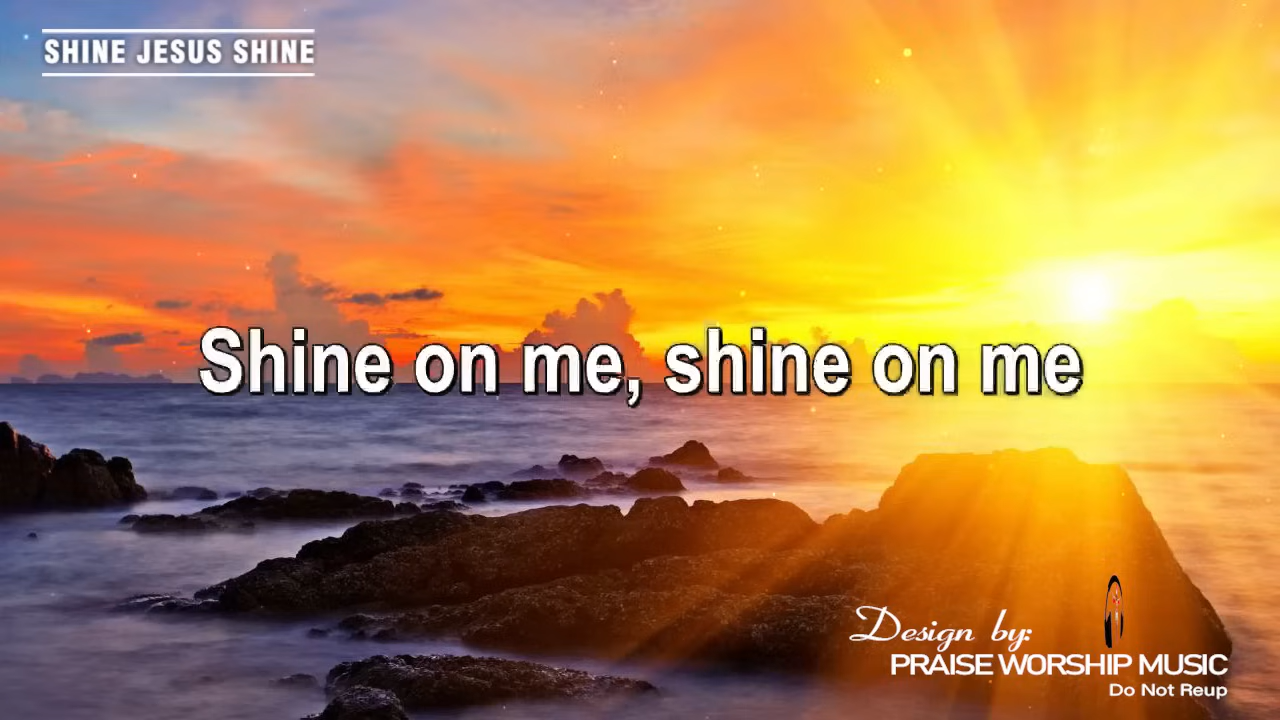 SHINE JESUS SHINE
Shine on me, shine on me
Design by:
PRAISE WORSHIP MUSIC
Do Not Reup